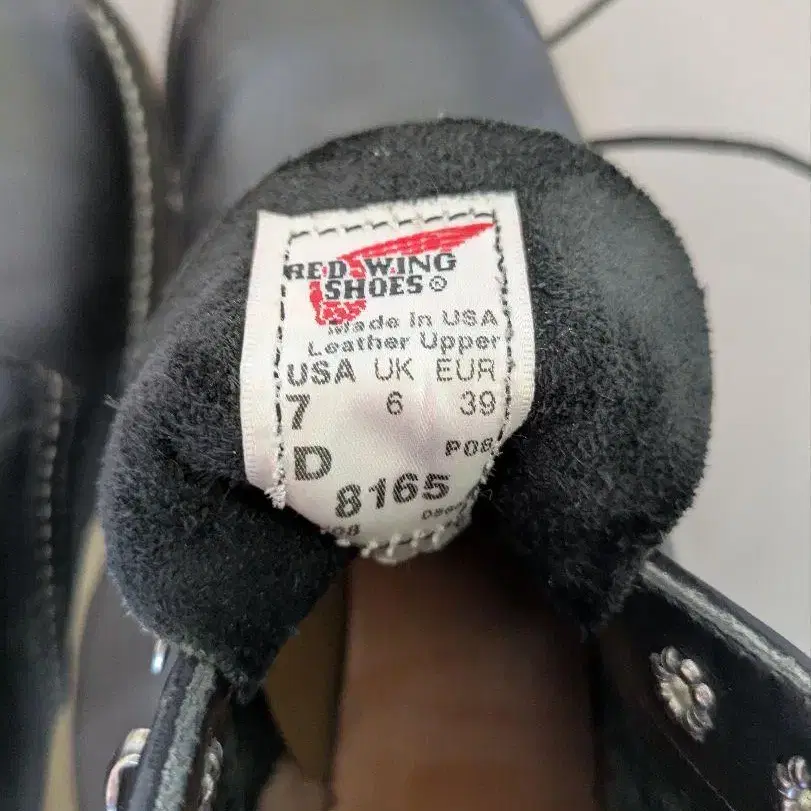 RED WING
SHOES®
Made in USA
Leather Upper
USA UK EUR
7 6 39
D P08
8165